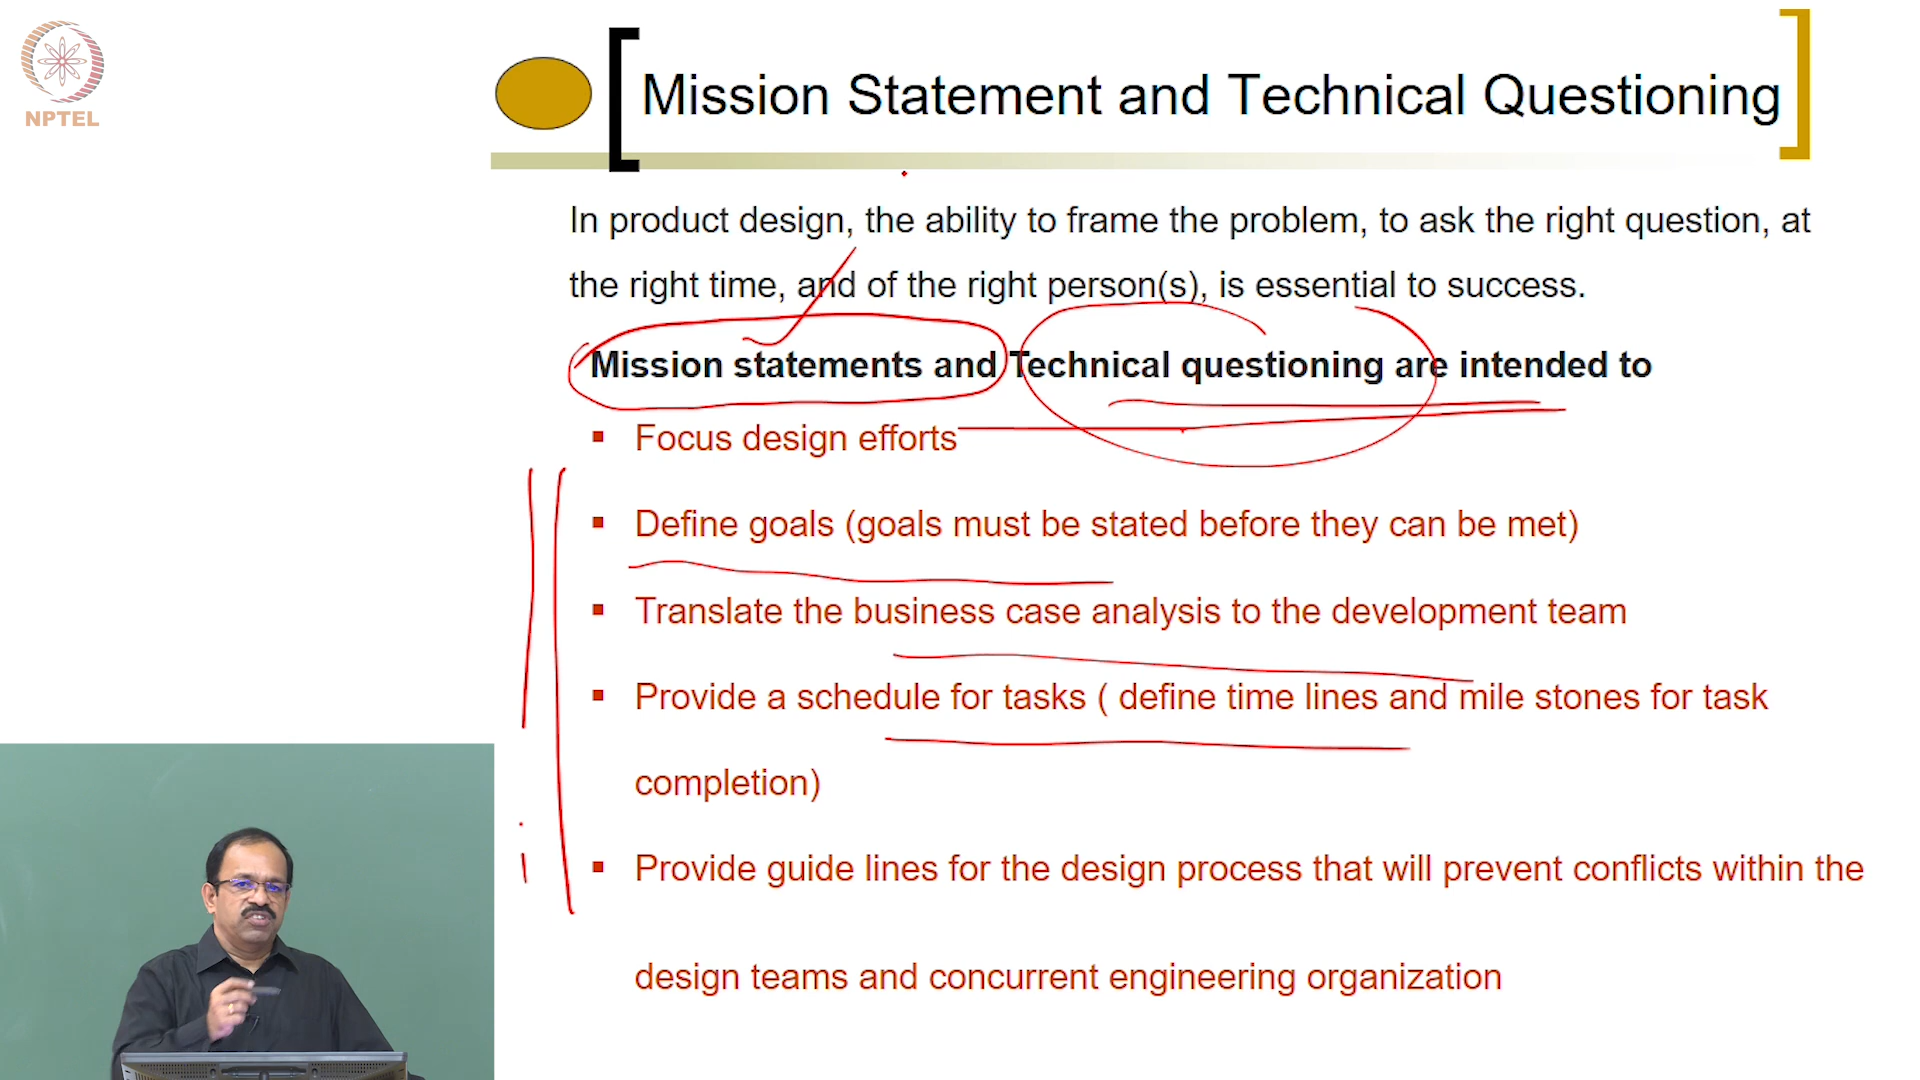 NPTEL
Mission Statement and Technical Questioning
In product design, the ability to frame the problem, to ask the right question, at
the right time, and of the right person(s), is essential to success.
Mission statements and Technical questioning are intended to
Focus design efforts
Define goals (goals must be stated before they can be met)
Translate the business case analysis to the development team
Provide a schedule for tasks ( define time lines and mile stones for task
completion)
Provide guide lines for the design process that will prevent conflicts within the
design teams and concurrent engineering organization